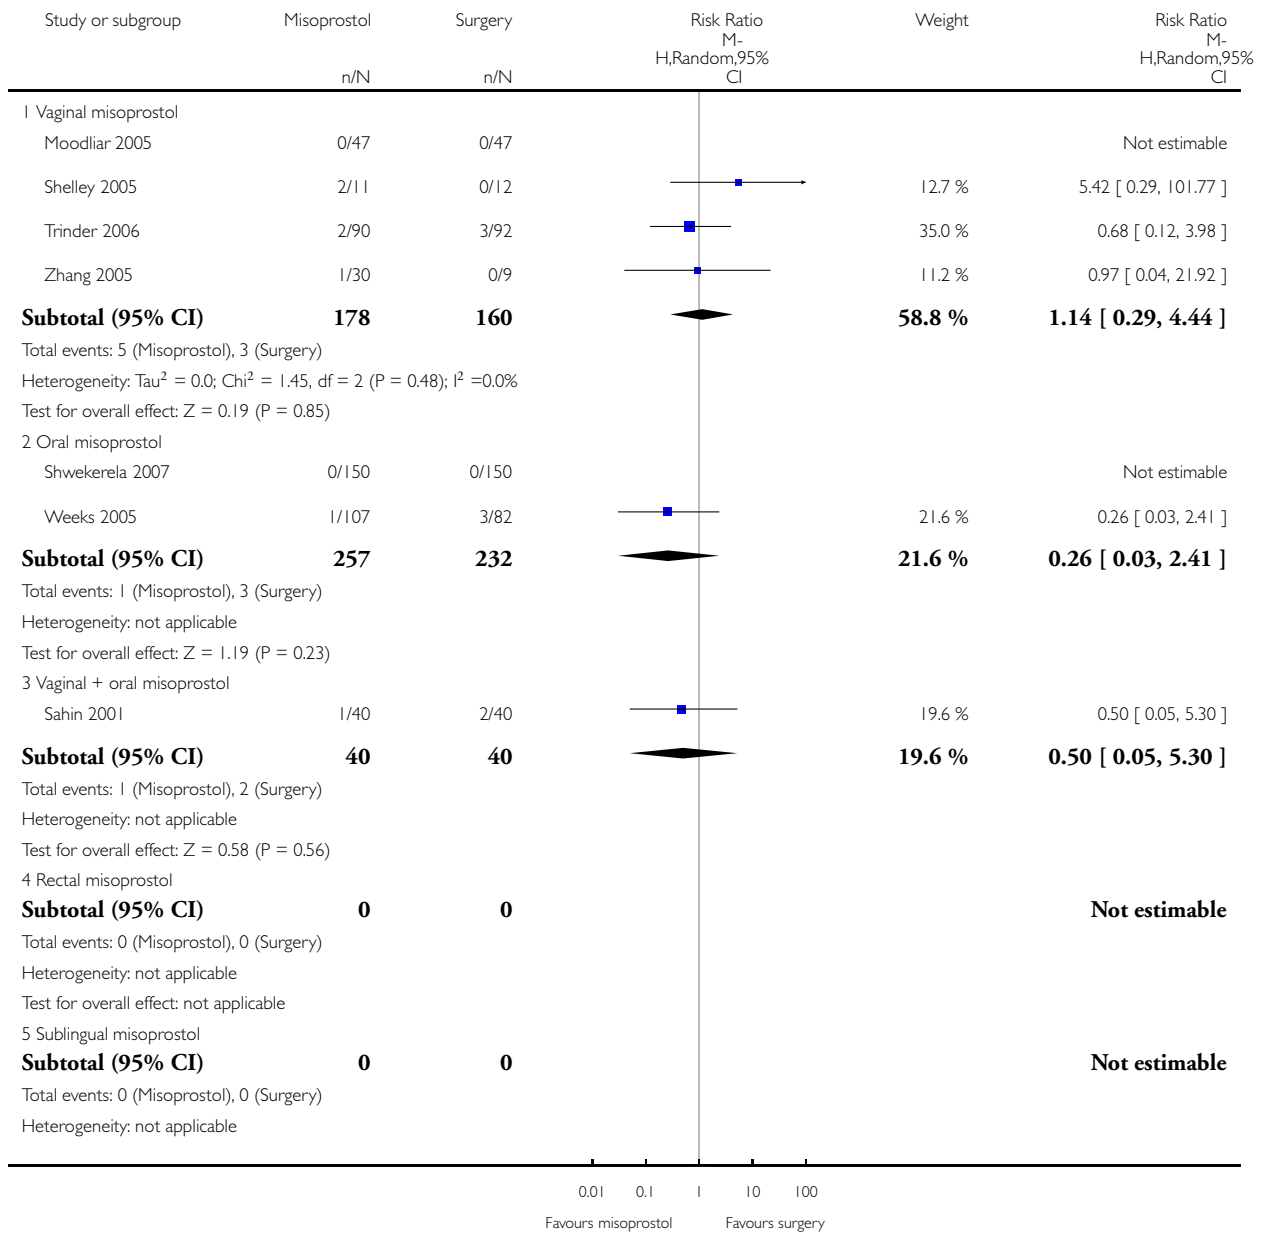 Study or subgroup Misoprostol Surgery Risk Ratio Weight Risk Ratio
M- M-
H,Random,95% H,Random,95%
n/N n/N CI CI
1 Vaginal misoprostol
Moodliar 2005 0/47 0/47 Not estimable
Shelley 2005 2/11 0/12 12.7 % 5.42 [ 0.29, 101.77 ]
Trinder 2006 2/90 3/92 35.0 % 0.68 [ 0.12, 3.98 ]
Zhang 2005 1/30 0/9 11.2 % 0.97 [ 0.04, 21.92 ]
Subtotal (95% CI) 178 160 58.8 % 1.14 [ 0.29, 4.44 ]
Total events: 5 (Misoprostol), 3 (Surgery)
Heterogeneity: Tau² = 0.0; Chi² = 1.45, df = 2 (P = 0.48); I² =0.0%
Test for overall effect: Z = 0.19 (P = 0.85)
2 Oral misoprostol
Shwekerela 2007 0/150 0/150 Not estimable
Weeks 2005 1/107 3/82 21.6 % 0.26 [ 0.03, 2.41 ]
Subtotal (95% CI) 257 232 21.6 % 0.26 [ 0.03, 2.41 ]
Total events: 1 (Misoprostol), 3 (Surgery)
Heterogeneity: not applicable
Test for overall effect: Z = 1.19 (P = 0.23)
3 Vaginal + oral misoprostol
Sahin 2001 1/40 2/40 19.6 % 0.50 [ 0.05, 5.30 ]
Subtotal (95% CI) 40 40 19.6 % 0.50 [ 0.05, 5.30 ]
Total events: 1 (Misoprostol), 2 (Surgery)
Heterogeneity: not applicable
Test for overall effect: Z = 0.58 (P = 0.56)
4 Rectal misoprostol
Subtotal (95% CI) 0 0 Not estimable
Total events: 0 (Misoprostol), 0 (Surgery)
Heterogeneity: not applicable
Test for overall effect: not applicable
5 Sublingual misoprostol
Subtotal (95% CI) 0 0 Not estimable
Total events: 0 (Misoprostol), 0 (Surgery)
Heterogeneity: not applicable
0.01 0.1 1 10 100
Favours misoprostol Favours surgery